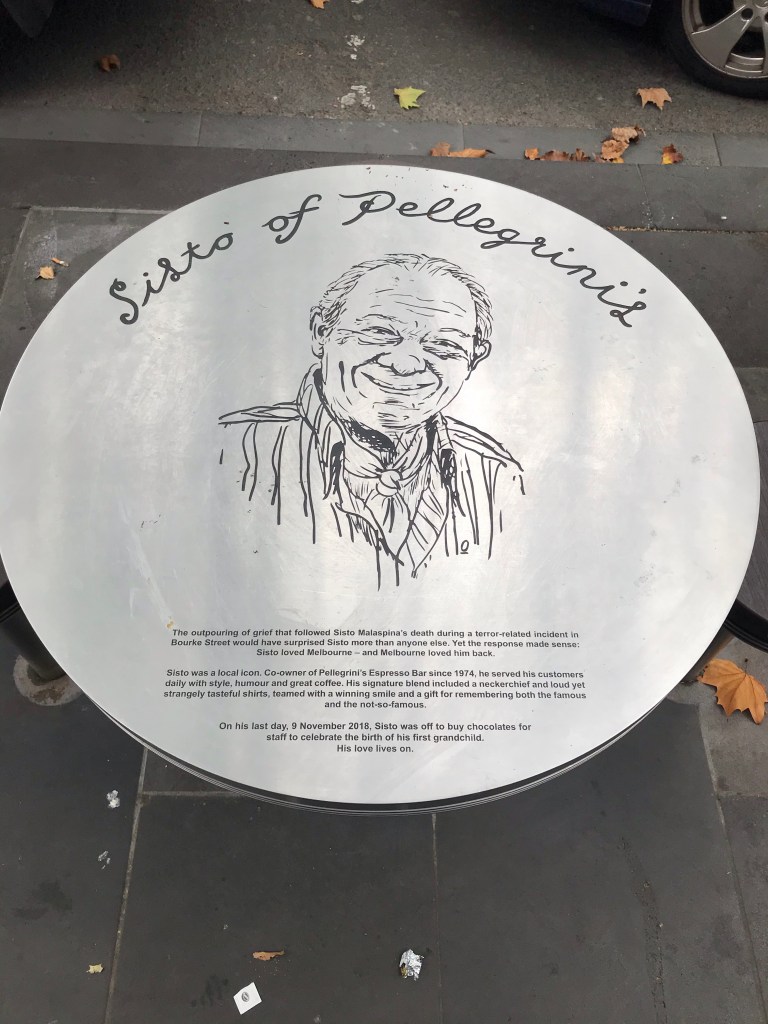 Sisto of Pellegrini's
The outpouring of grief that followed Sisto Malaspina's death during a terror-related incident in
Bourke Street would have surprised Sisto more than anyone else. Yet the response made sense:
Sisto loved Melbourne – and Melbourne loved him back.
Sisto was a local icon. Co-owner of Pellegrini's Espresso Bar since 1974, he served his customers
daily with style, humour and great coffee. His signature blend included a neckerchief and loud yet
strangely tasteful shirts, teamed with a winning smile and a gift for remembering both the famous
and the not-so-famous.
On his last day, 9 November 2018, Sisto was off to buy chocolates for
staff to celebrate the birth of his first grandchild.
His love lives on.